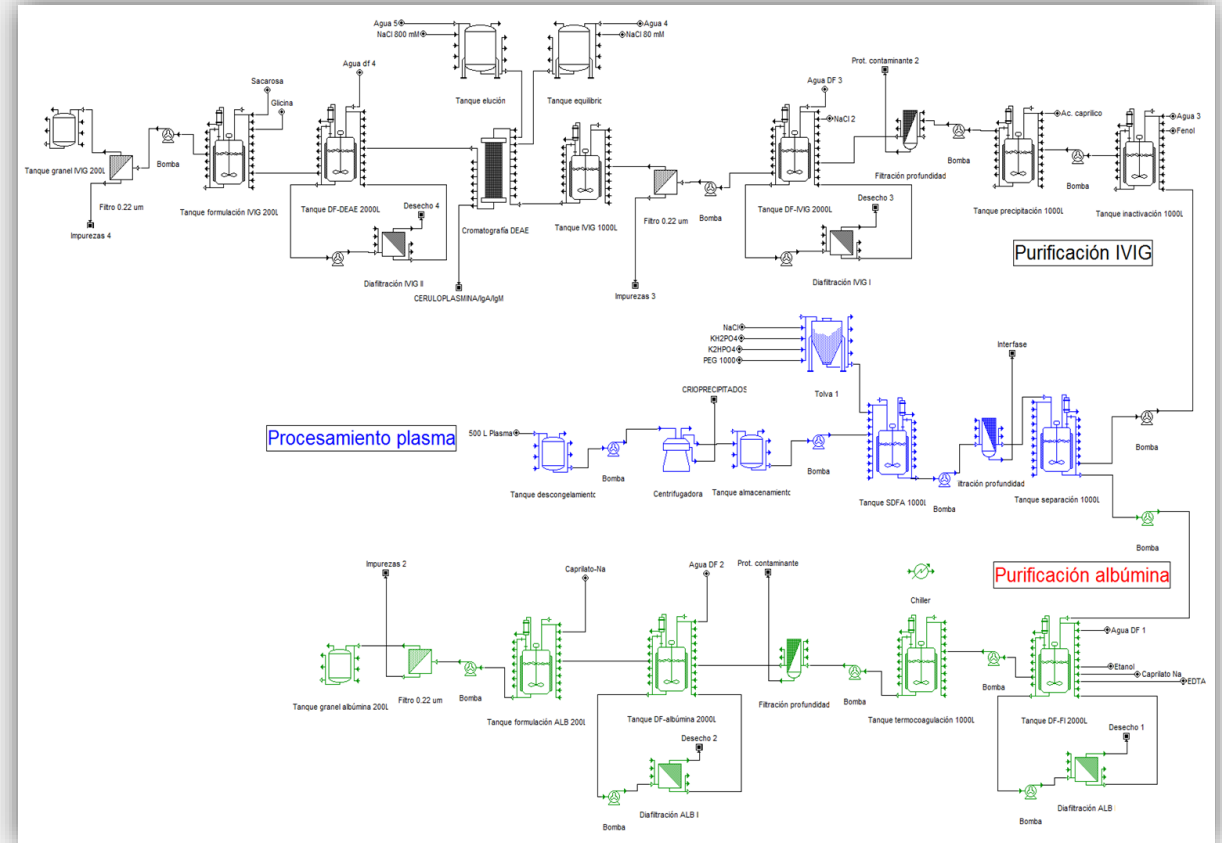 Agua 5
NaCl 800 mM
Agua 4
NaCl 80 mM
Tanque elución
Tanque equilibric
Sacarosa
Glicina
Agua df 4
Agua DF 3
NaCl 2
Prot. contaminante 2
Ac. caprilico
Agua 3
Fenol
Tanque granel IVIG 200L
Filtro 0.22 um
Impurezas 4
Bomba
Tanque formulación IVIG 200L
Tanque DF-DEAE 2000L
Desecho 4
Diafiltración IVIG II
Cromatografía DEAE
CERULOPLASMINA/IgA/IgM
Tanque IVIG 1000L
Filtro 0.22 um
Impurezas 3
Bomba
Tanque DF-IVIG 2000L
Desecho 3
Diafiltración IVIG I
Filtración profundidad
Bomba
Tanque precipitación 1000L
Bomba
Tanque inactivación 1000L
Purificación IVIG
NaCl
KH2PO4
K2HPO4
PEG 1000
Tolva 1
Interfase
CRIOPRECIPITADOS
Procesamiento plasma
500 L Plasma
Tanque descongelamientc
Bomba
Centrifugadora
Tanque almacenamientc
Bomba
Tanque SDFA 1000L
Bomba
iltración profundidad
Tanque separación 1000L
Bomba
Bomba
Purificación albúmina
Impurezas 2
Caprilato-Na
Agua DF 2
Prot. contaminante
Chiller
Agua DF 1
Etanol
Caprilato Na
EDTA
Tanque granel albúmina 200L
Filtro 0.22 um
Bomba
Tanque formulación ALB 200L
Tanque DF-albúmina 2000L
Desecho 2
Bomba
Diafiltración ALB I
Filtración profundidad
Bomba
Tanque termocoagulación 1000L
Bomba
Tanque DF-FI 2000L
Desecho 1
Bomba
Diafiltración ALB